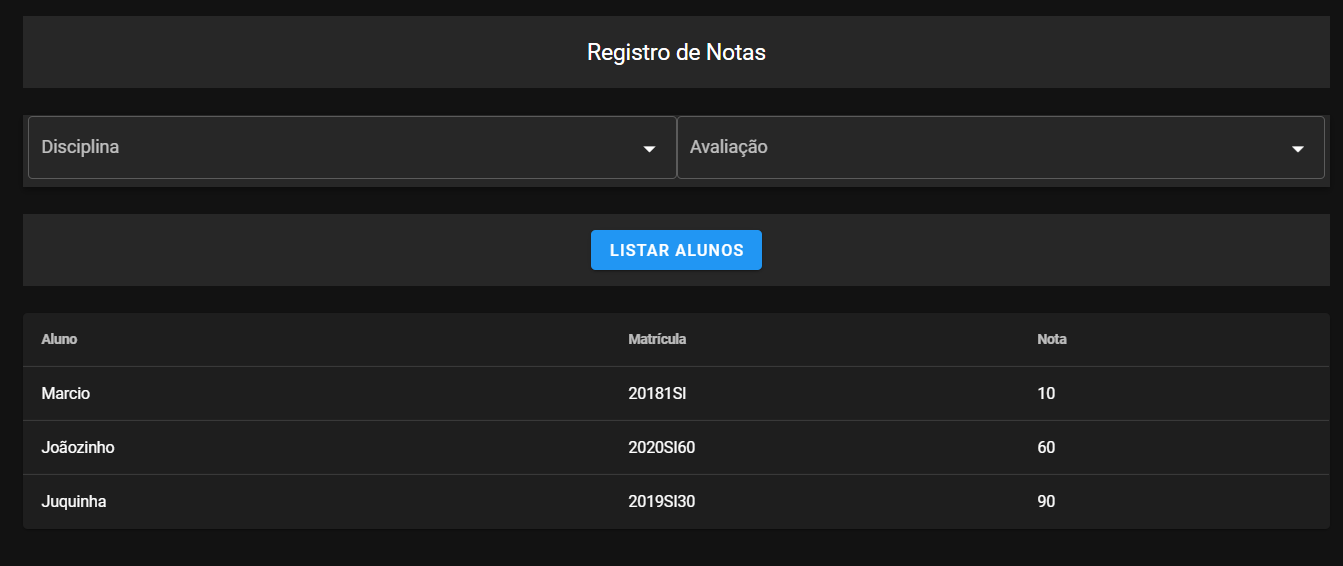 Registro de Notas
Disciplina Avaliação
LISTAR ALUNOS
Aluno Matrícula Nota
Marcio 20181SI 10
Joãozinho 2020SI60 60
Juquinha 2019SI30 90